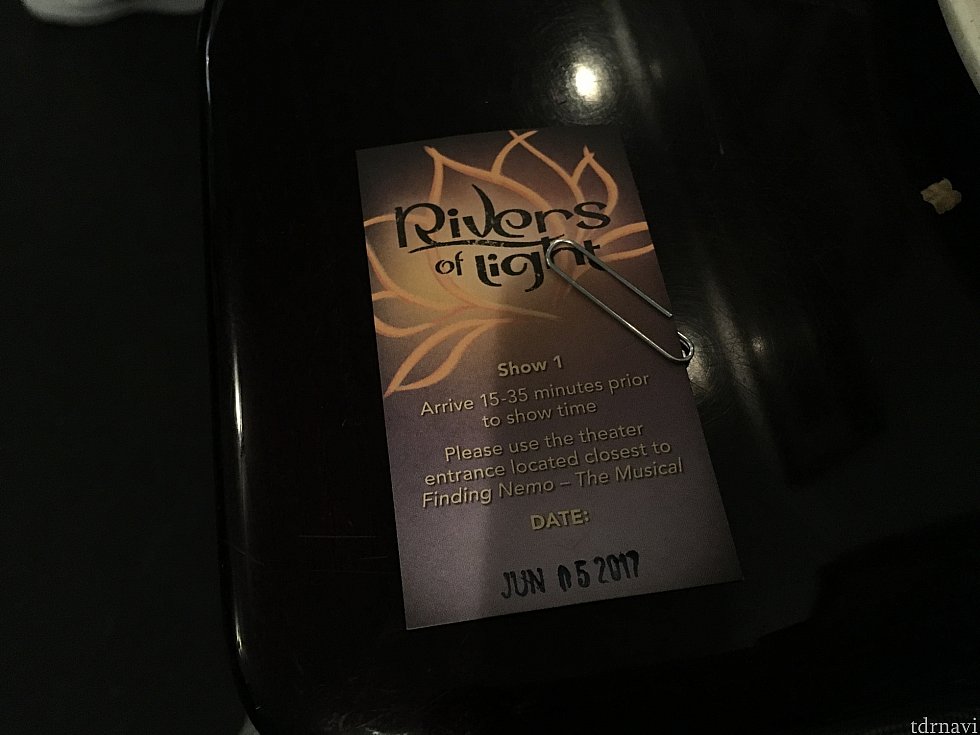 Rivers
of light
Show 1
Arrive 15-35 minutes prior
to show time
Please use the theater
entrance located closest to
Finding Nemo – The Musical
DATE:
JUN 05 2017
tdrnavi